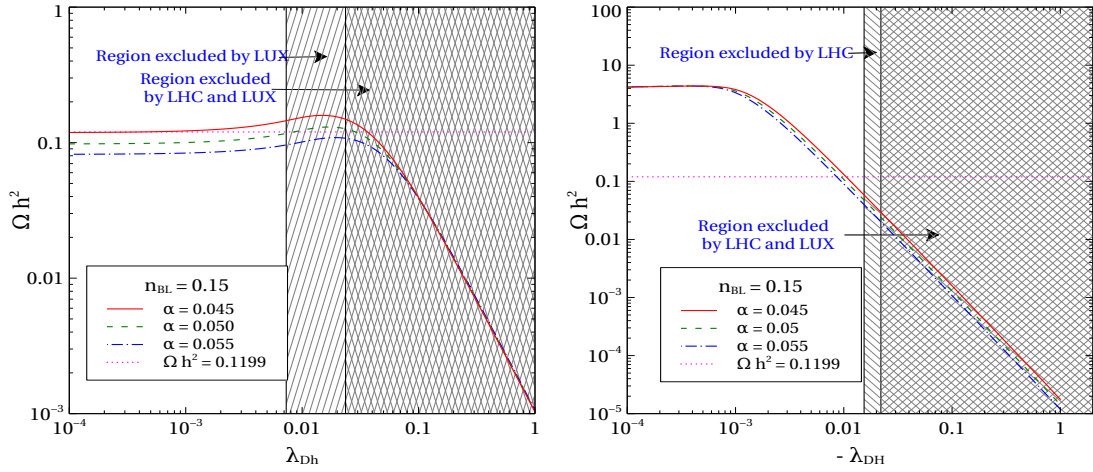 1
0.1
0.01
10⁻³
Ω h²
Region excluded by LUX
Region excluded
by LHC and LUX
n_BL = 0.15
α = 0.045
α = 0.050
α = 0.055
Ω h² = 0.1199
10⁻⁴ 10⁻³ 0.01 0.1 1
λ_Dh
100
10
1
0.1
0.01
10⁻³
10⁻⁴
10⁻⁵
Ω h²
Region excluded by LHC
Region excluded
by LHC and LUX
n_BL = 0.15
α = 0.045
α = 0.05
α = 0.055
Ω h² = 0.1199
10⁻⁴ 10⁻³ 0.01 0.1 1
- λ_DH